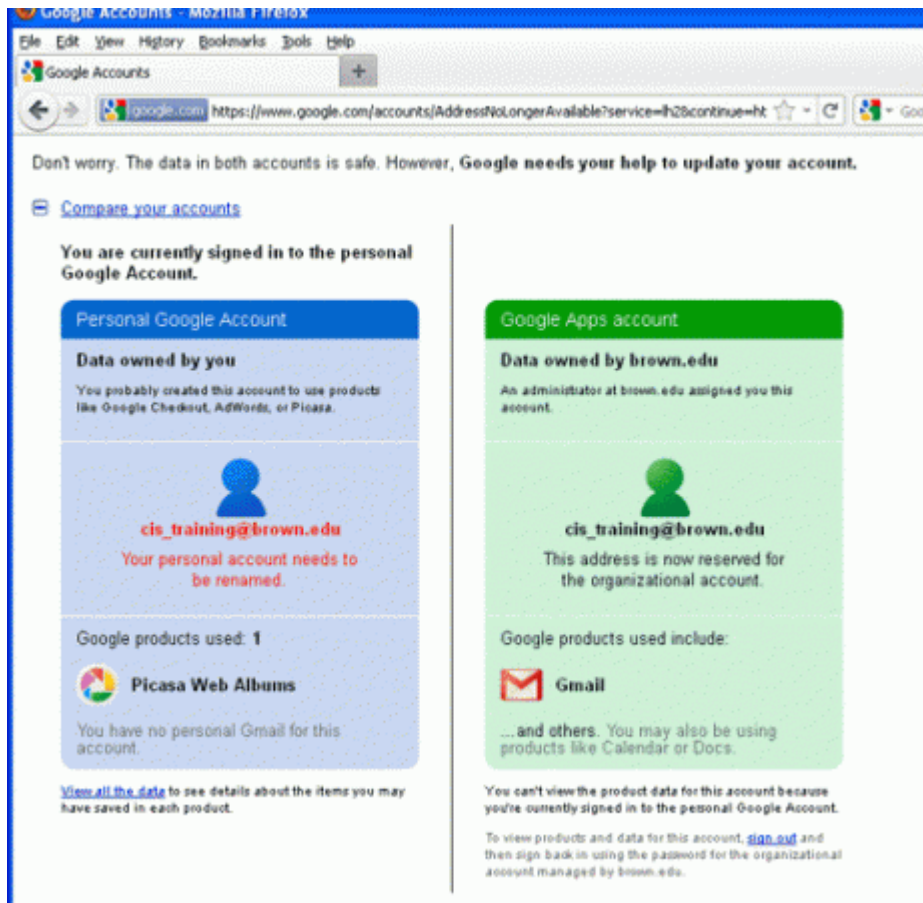 Google Accounts - Mozilla Firefox
File Edit View History Bookmarks Tools Help
Google Accounts
google.com https://www.google.com/accounts/AddressNoLongerAvailable?service=lh2&continue=ht
Don't worry. The data in both accounts is safe. However, Google needs your help to update your account.
Compare your accounts
You are currently signed in to the personal
Google Account.
Personal Google Account
Data owned by you
You probably created this account to use products
like Google Checkout, AdWords, or Picasa.
cis_training@brown.edu
Your personal account needs to
be renamed.
Google products used: 1
Picasa Web Albums
You have no personal Gmail for this
account.
View all the data to see details about the items you may
have saved in each product.
Google Apps account
Data owned by brown.edu
An administrator at brown.edu assigned you this
account.
cis_training@brown.edu
This address is now reserved for
the organizational account.
Google products used include:
Gmail
...and others. You may also be using
products like Calendar or Docs.
You can't view the product data for this account because
you're currently signed in to the personal Google Account.
To view products and data for this account, sign out and
then sign back in using the password for the organizational
account managed by brown.edu.